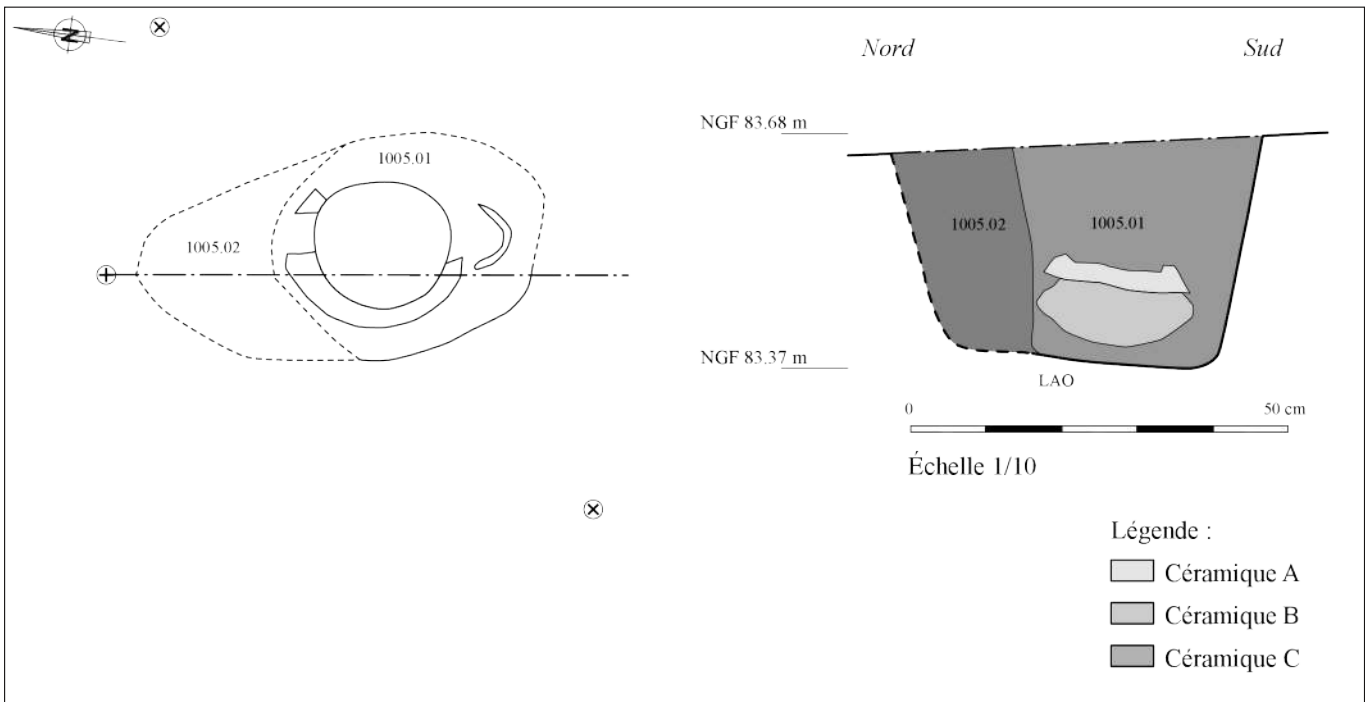 N
Nord
Sud
NGF 83.68 m
1005.01
1005.02
1005.02
1005.01
NGF 83.37 m
LAO
0
50 cm
Échelle 1/10
Légende :
Céramique A
Céramique B
Céramique C